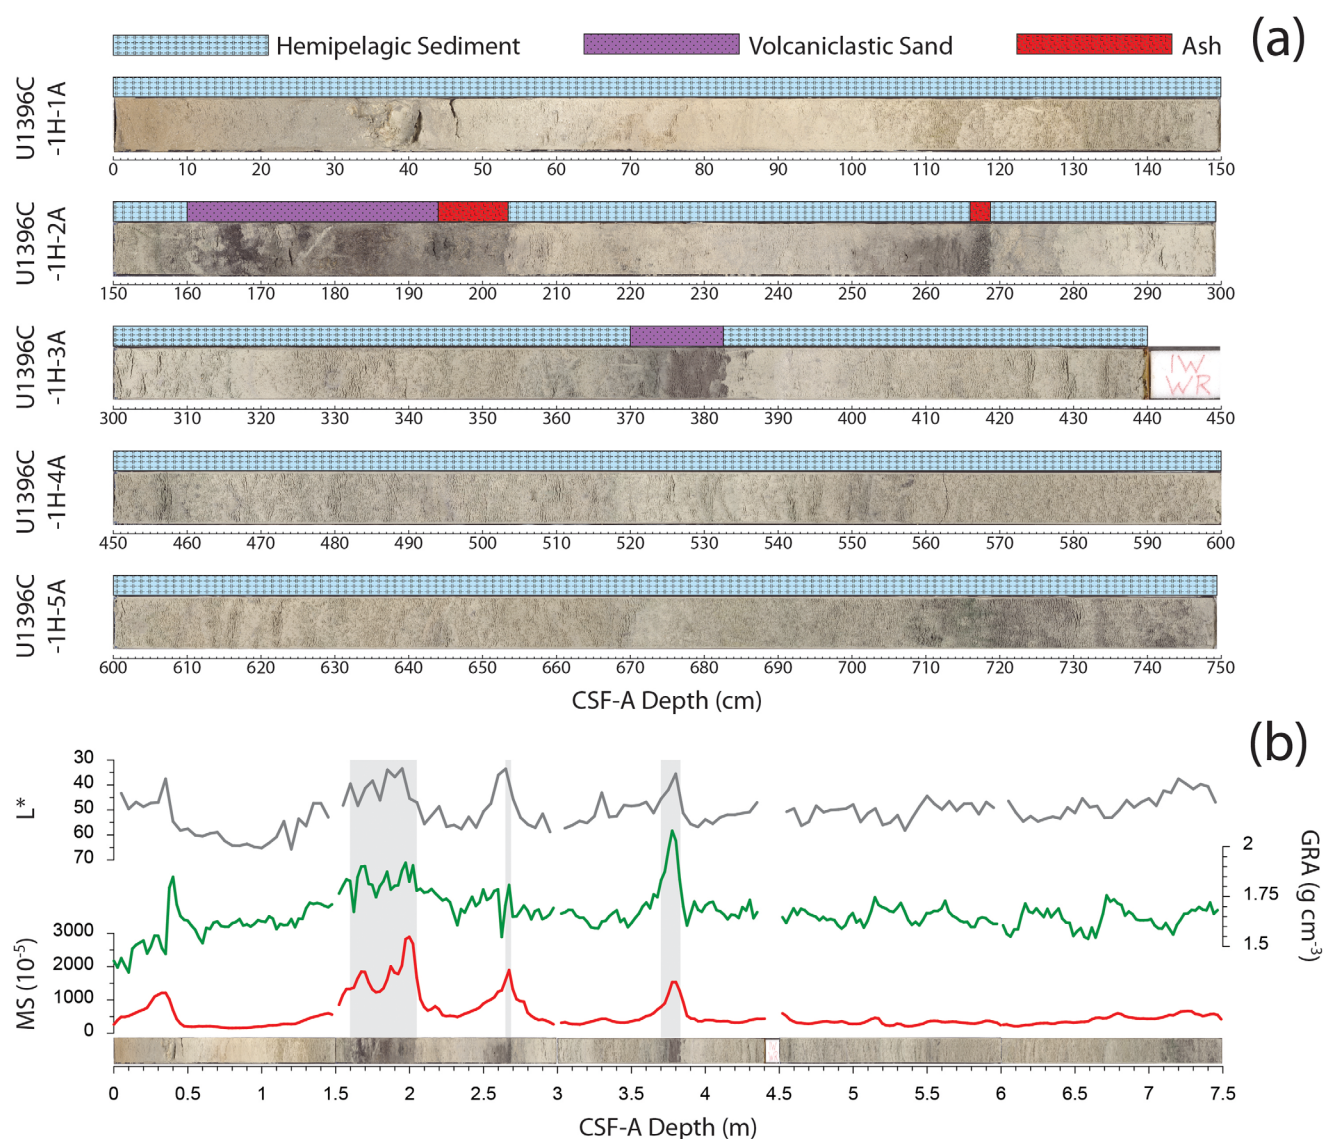 Hemipelagic Sediment Volcaniclastic Sand Ash (a)
U1396C
-1H-1A
0 10 20 30 40 50 60 70 80 90 100 110 120 130 140 150
U1396C
-1H-2A
150 160 170 180 190 200 210 220 230 240 250 260 270 280 290 300
U1396C
-1H-3A
IW
WR
300 310 320 330 340 350 360 370 380 390 400 410 420 430 440 450
U1396C
-1H-4A
450 460 470 480 490 500 510 520 530 540 550 560 570 580 590 600
U1396C
-1H-5A
600 610 620 630 640 650 660 670 680 690 700 710 720 730 740 750
CSF-A Depth (cm)
(b)
L*
30
40
50
60
70
GRA (g cm-3)
2
1.75
1.5
MS (10-5)
3000
2000
1000
0
0 0.5 1 1.5 2 2.5 3 3.5 4 4.5 5 5.5 6 6.5 7 7.5
CSF-A Depth (m)